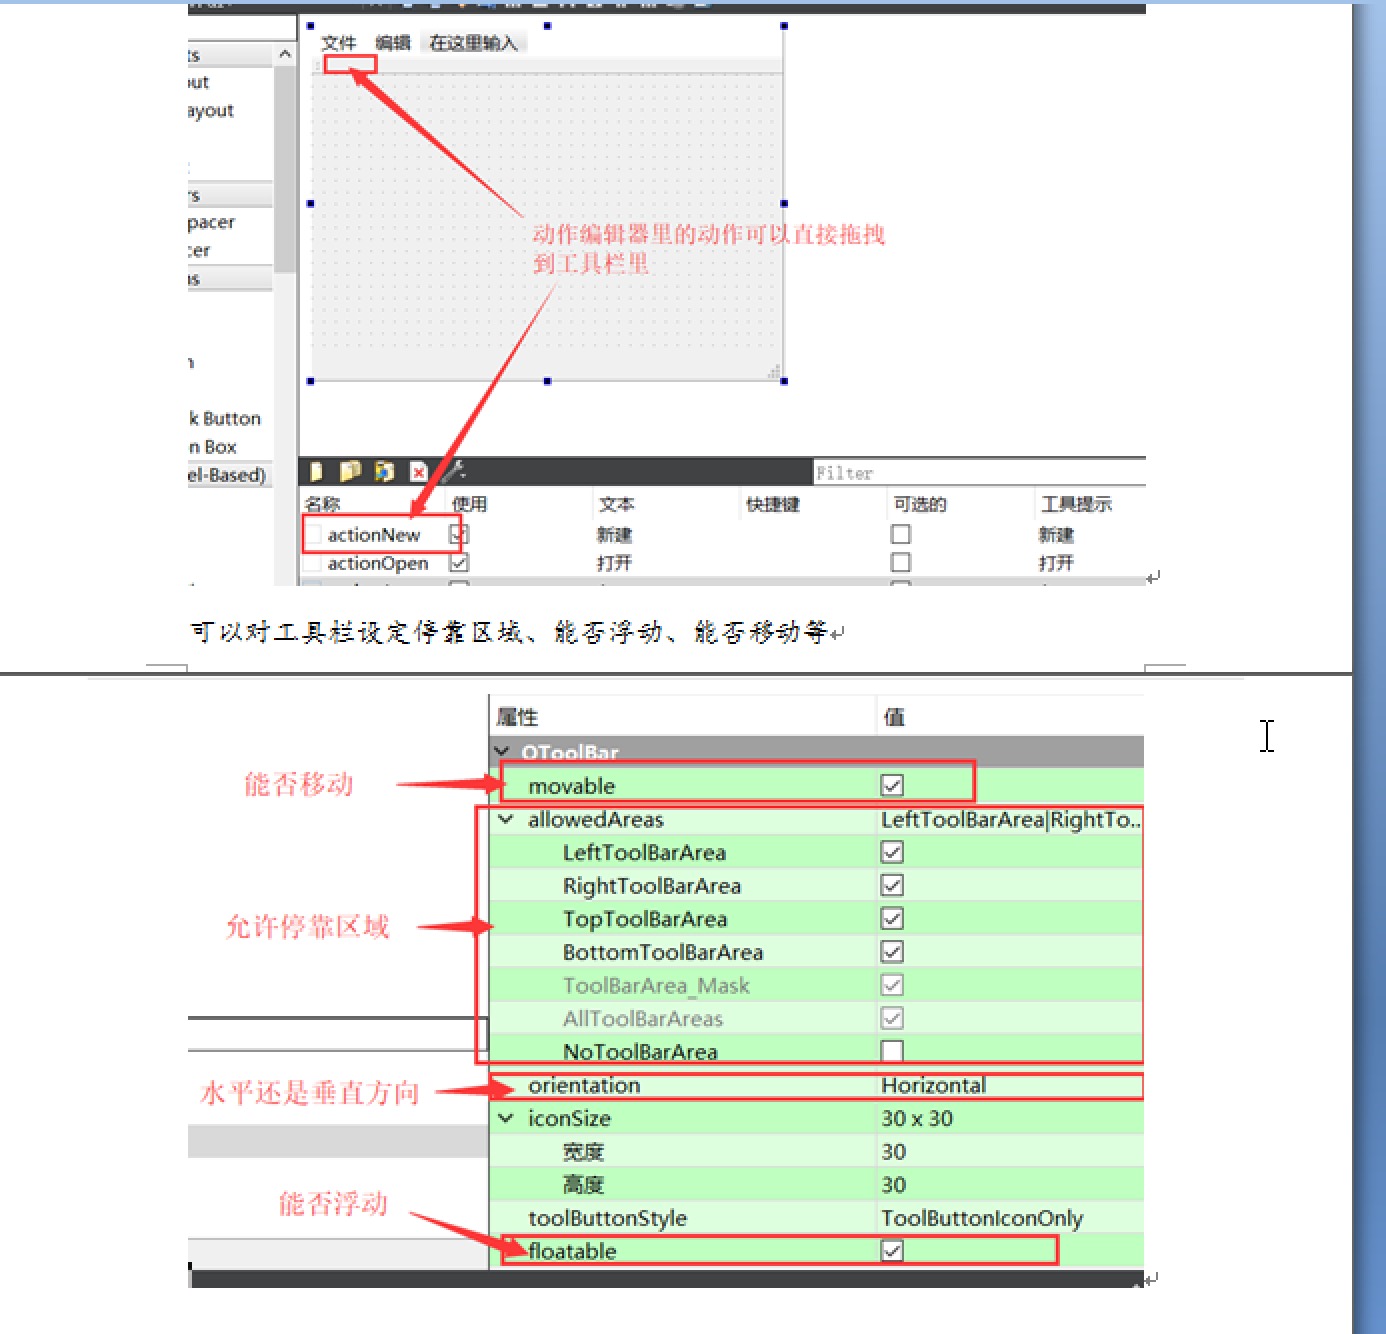 文件 编辑 在这里输入
ts
out
ayout
rs
pacer
cer
ns
动作编辑器里的动作可以直接拖拽
到工具栏里
k Button
n Box
el-Based)
Filter
名称 使用 文本 快捷键 可选的 工具提示
actionNew 新建 新建
actionOpen 打开 打开
可以对工具栏设定停靠区域、能否浮动、能否移动等
属性 值
QToolBar
能否移动 movable
allowedAreas LeftToolBarArea|RightTo...
LeftToolBarArea
RightToolBarArea
允许停靠区域 TopToolBarArea
BottomToolBarArea
ToolBarArea_Mask
AllToolBarAreas
NoToolBarArea
水平还是垂直方向 orientation Horizontal
iconSize 30 x 30
宽度 30
高度 30
能否浮动 toolButtonStyle ToolButtonIconOnly
floatable